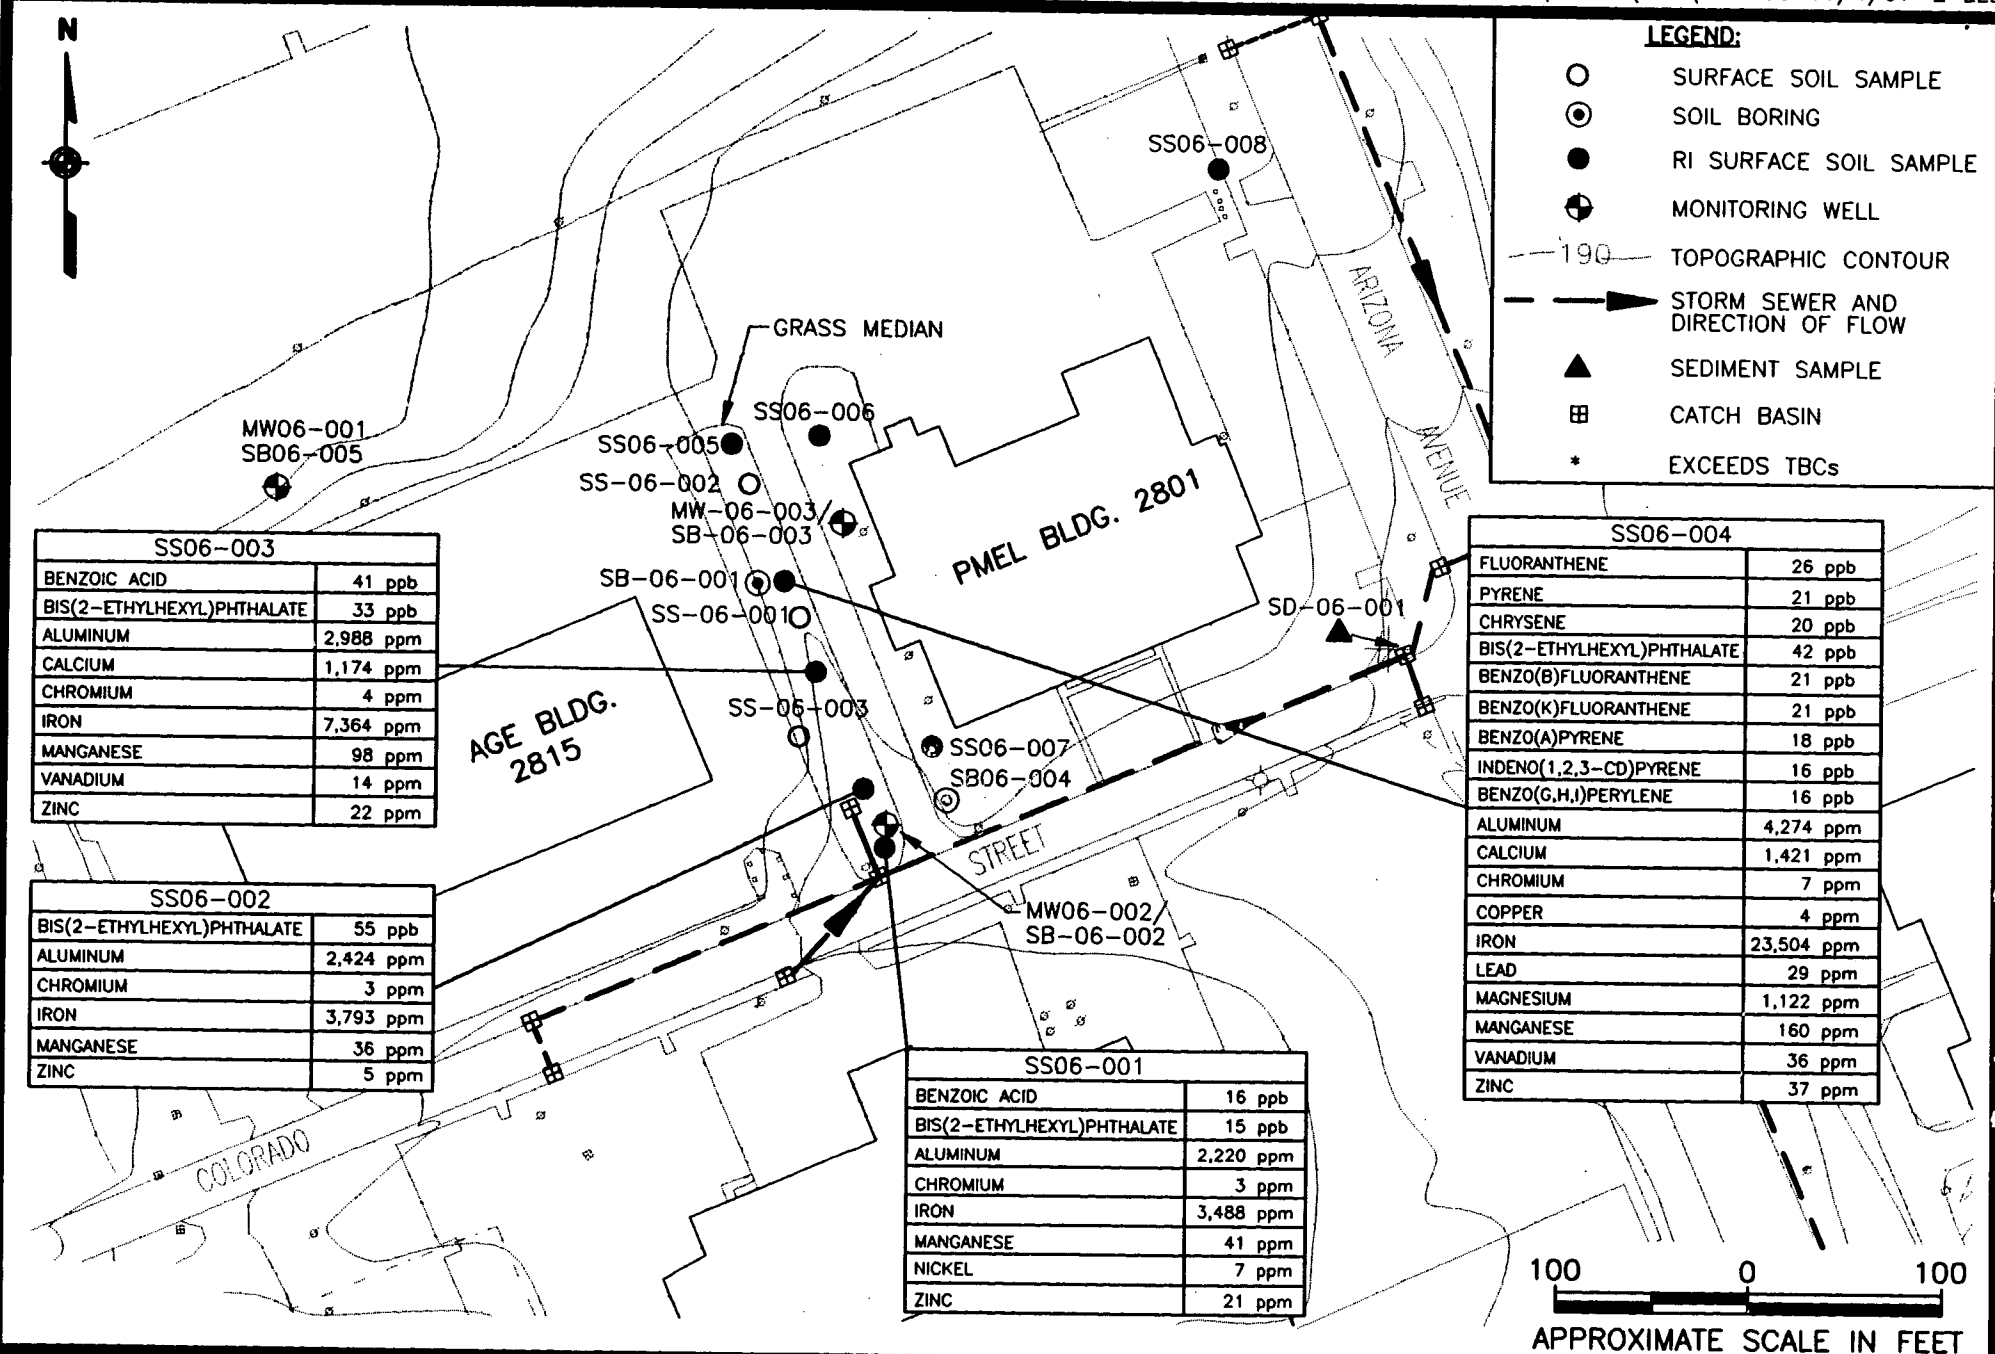 N
LEGEND:
SURFACE SOIL SAMPLE
SOIL BORING
RI SURFACE SOIL SAMPLE
MONITORING WELL
190
TOPOGRAPHIC CONTOUR
STORM SEWER AND
DIRECTION OF FLOW
SEDIMENT SAMPLE
CATCH BASIN
* EXCEEDS TBCs
SS06-008
ARIZONA
AVENUE
GRASS MEDIAN
SS06-006
SS06-005
SS-06-002
MW-06-003/
SB-06-003
MW06-001
SB06-005
PMEL BLDG. 2801
SB-06-001
SS-06-001
SD-06-001
SS-06-003
AGE BLDG.
2815
SS06-007
SB06-004
STREET
MW06-002/
SB-06-002
COLORADO
SS06-003
BENZOIC ACID 41 ppb
BIS(2-ETHYLHEXYL)PHTHALATE 33 ppb
ALUMINUM 2,988 ppm
CALCIUM 1,174 ppm
CHROMIUM 4 ppm
IRON 7,364 ppm
MANGANESE 98 ppm
VANADIUM 14 ppm
ZINC 22 ppm
SS06-002
BIS(2-ETHYLHEXYL)PHTHALATE 55 ppb
ALUMINUM 2,424 ppm
CHROMIUM 3 ppm
IRON 3,793 ppm
MANGANESE 36 ppm
ZINC 5 ppm
SS06-001
BENZOIC ACID 16 ppb
BIS(2-ETHYLHEXYL)PHTHALATE 15 ppb
ALUMINUM 2,220 ppm
CHROMIUM 3 ppm
IRON 3,488 ppm
MANGANESE 41 ppm
NICKEL 7 ppm
ZINC 21 ppm
SS06-004
FLUORANTHENE 26 ppb
PYRENE 21 ppb
CHRYSENE 20 ppb
BIS(2-ETHYLHEXYL)PHTHALATE 42 ppb
BENZO(B)FLUORANTHENE 21 ppb
BENZO(K)FLUORANTHENE 21 ppb
BENZO(A)PYRENE 18 ppb
INDENO(1,2,3-CD)PYRENE 16 ppb
BENZO(G,H,I)PERYLENE 16 ppb
ALUMINUM 4,274 ppm
CALCIUM 1,421 ppm
CHROMIUM 7 ppm
COPPER 4 ppm
IRON 23,504 ppm
LEAD 29 ppm
MAGNESIUM 1,122 ppm
MANGANESE 160 ppm
VANADIUM 36 ppm
ZINC 37 ppm
100 0 100
APPROXIMATE SCALE IN FEET